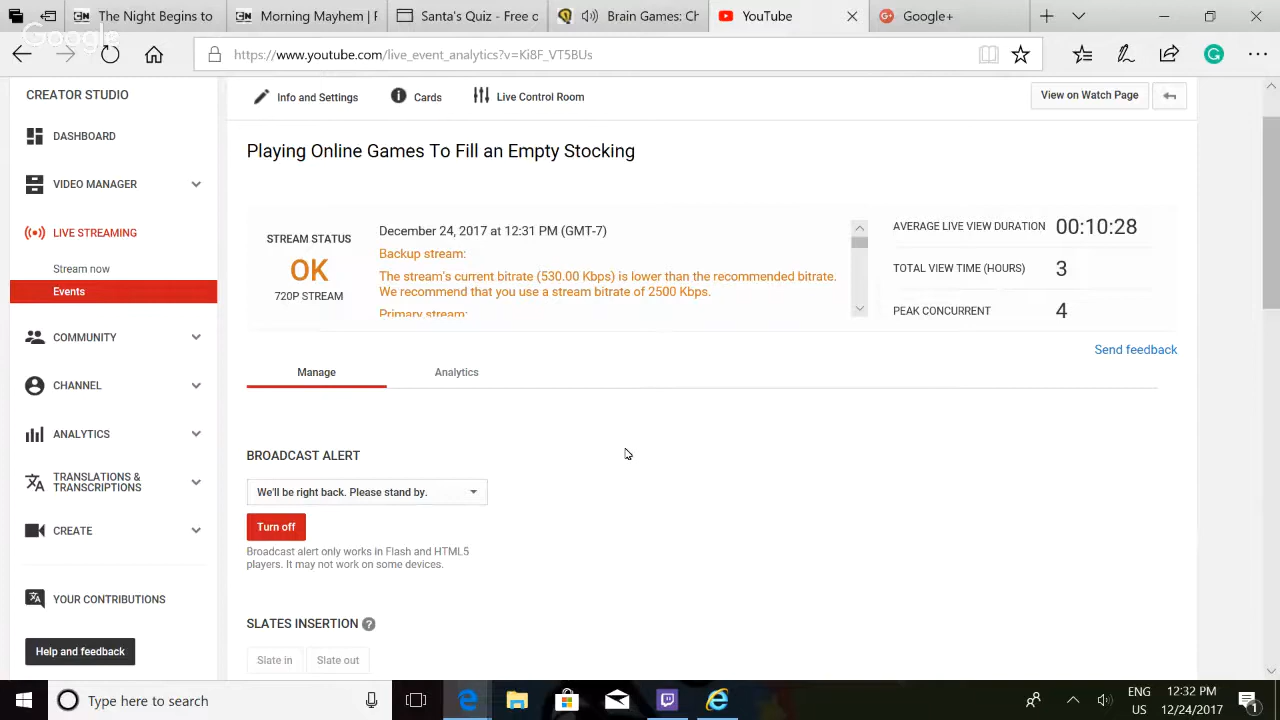 Night Begins to
Mario Party
Santa's Quiz - Free
Brain Games: Ch
YouTube
Google+
Google
https://www.youtube.com/live_event_analytics?v=Ki8F_VT5BUs
CREATOR STUDIO
Info and Settings
Cards
Live Control Room
View on Watch Page
DASHBOARD
Playing Online Games To Fill an Empty Stocking
VIDEO MANAGER
LIVE STREAMING
Stream now
Events
COMMUNITY
CHANNEL
ANALYTICS
TRANSLATIONS &
TRANSCRIPTIONS
CREATE
YOUR CONTRIBUTIONS
Help and feedback
STREAM STATUS
OK
720P STREAM
December 24, 2017 at 12:31 PM (GMT-7)
Backup stream:
The stream's current bitrate (530.00 Kbps) is lower than the recommended bitrate.
We recommend that you use a stream bitrate of 2500 Kbps.
Primary stream:
AVERAGE LIVE VIEW DURATION 00:10:28
TOTAL VIEW TIME (HOURS) 3
PEAK CONCURRENT 4
Send feedback
Manage
Analytics
BROADCAST ALERT
We'll be right back. Please stand by.
Turn off
Broadcast alert only works in Flash and HTML5
players. It may not work on some devices.
SLATES INSERTION ?
Slate in
Slate out
Type here to search
ENG
US
12:32 PM
12/24/2017
1